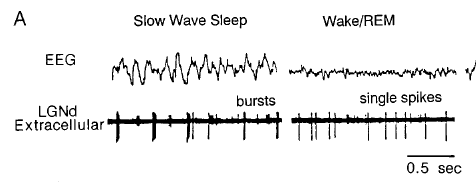 A
Slow Wave Sleep
Wake/REM
EEG
bursts
single spikes
LGNd
Extracellular
0.5 sec